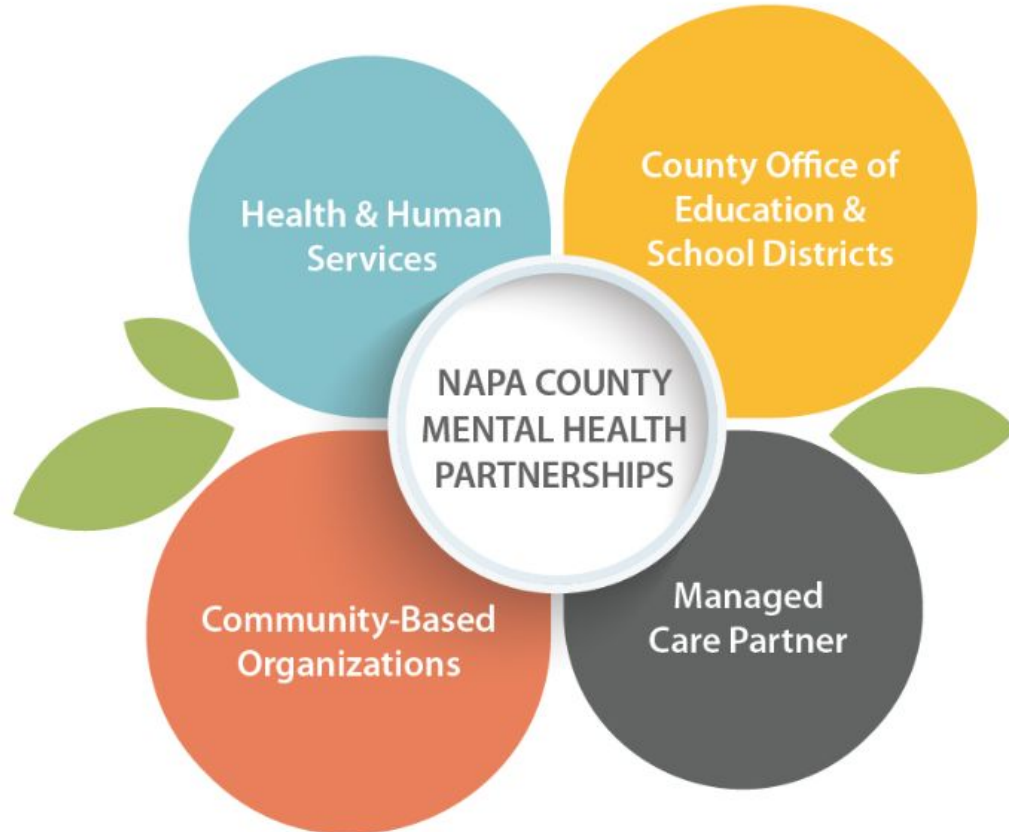 Health & Human
Services
County Office of
Education &
School Districts
NAPA COUNTY
MENTAL HEALTH
PARTNERSHIPS
Community-Based
Organizations
Managed
Care Partner